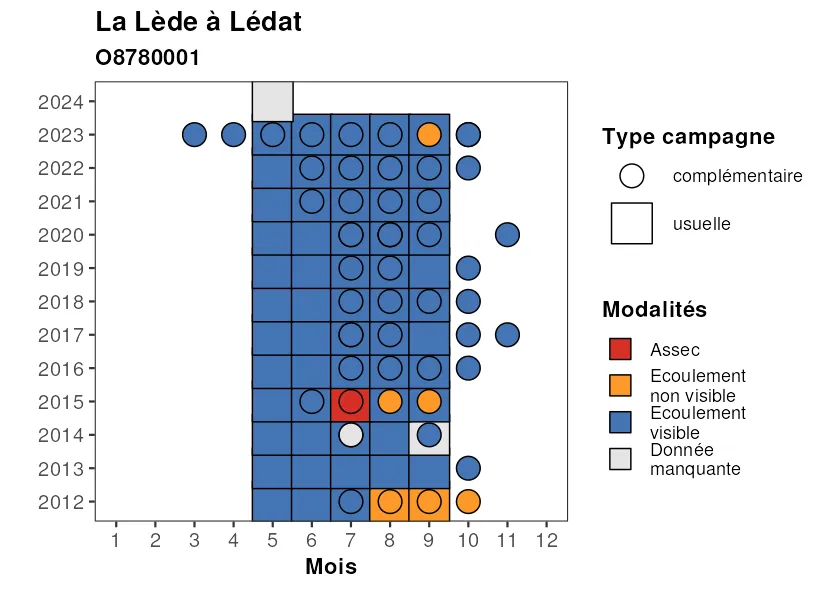 La Lède à Lédat
O8780001
2024
2023
2022
2021
2020
2019
2018
2017
2016
2015
2014
2013
2012
1 2 3 4 5 6 7 8 9 10 11 12
Mois
Type campagne
complémentaire
usuelle
Modalités
Assec
Ecoulement
non visible
Ecoulement
visible
Donnée
manquante